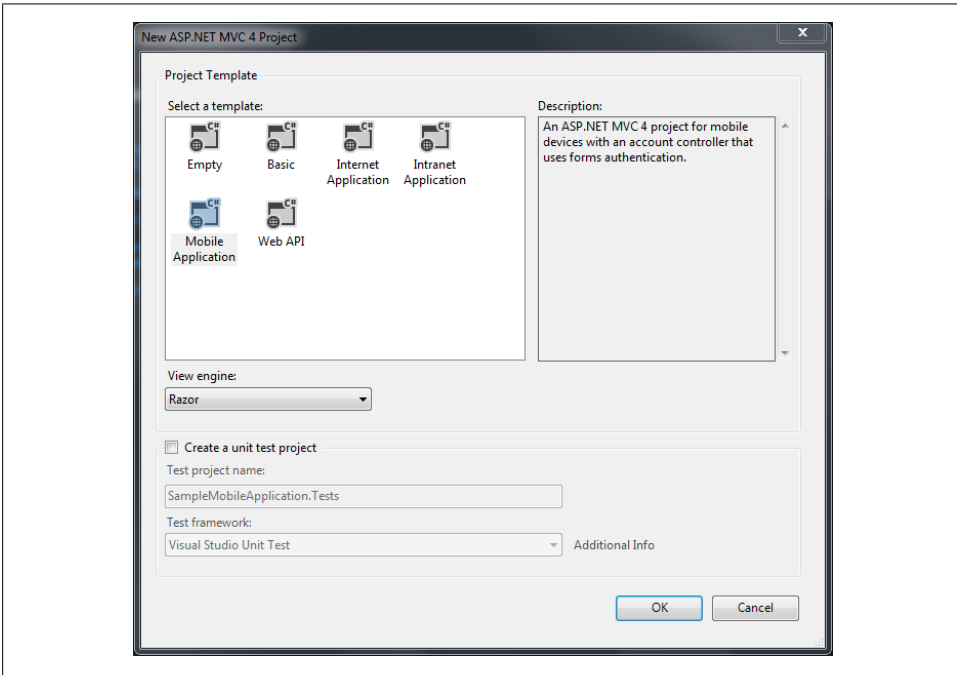 New ASP.NET MVC 4 Project
x
Project Template
Select a template:
Description:
C# C# C# C#
Empty Basic Internet Application Intranet Application
An ASP.NET MVC 4 project for mobile
devices with an account controller that
uses forms authentication.
C# C#
Mobile Application Web API
View engine:
Razor
Create a unit test project
Test project name:
SampleMobileApplication.Tests
Test framework:
Visual Studio Unit Test
Additional Info
OK Cancel